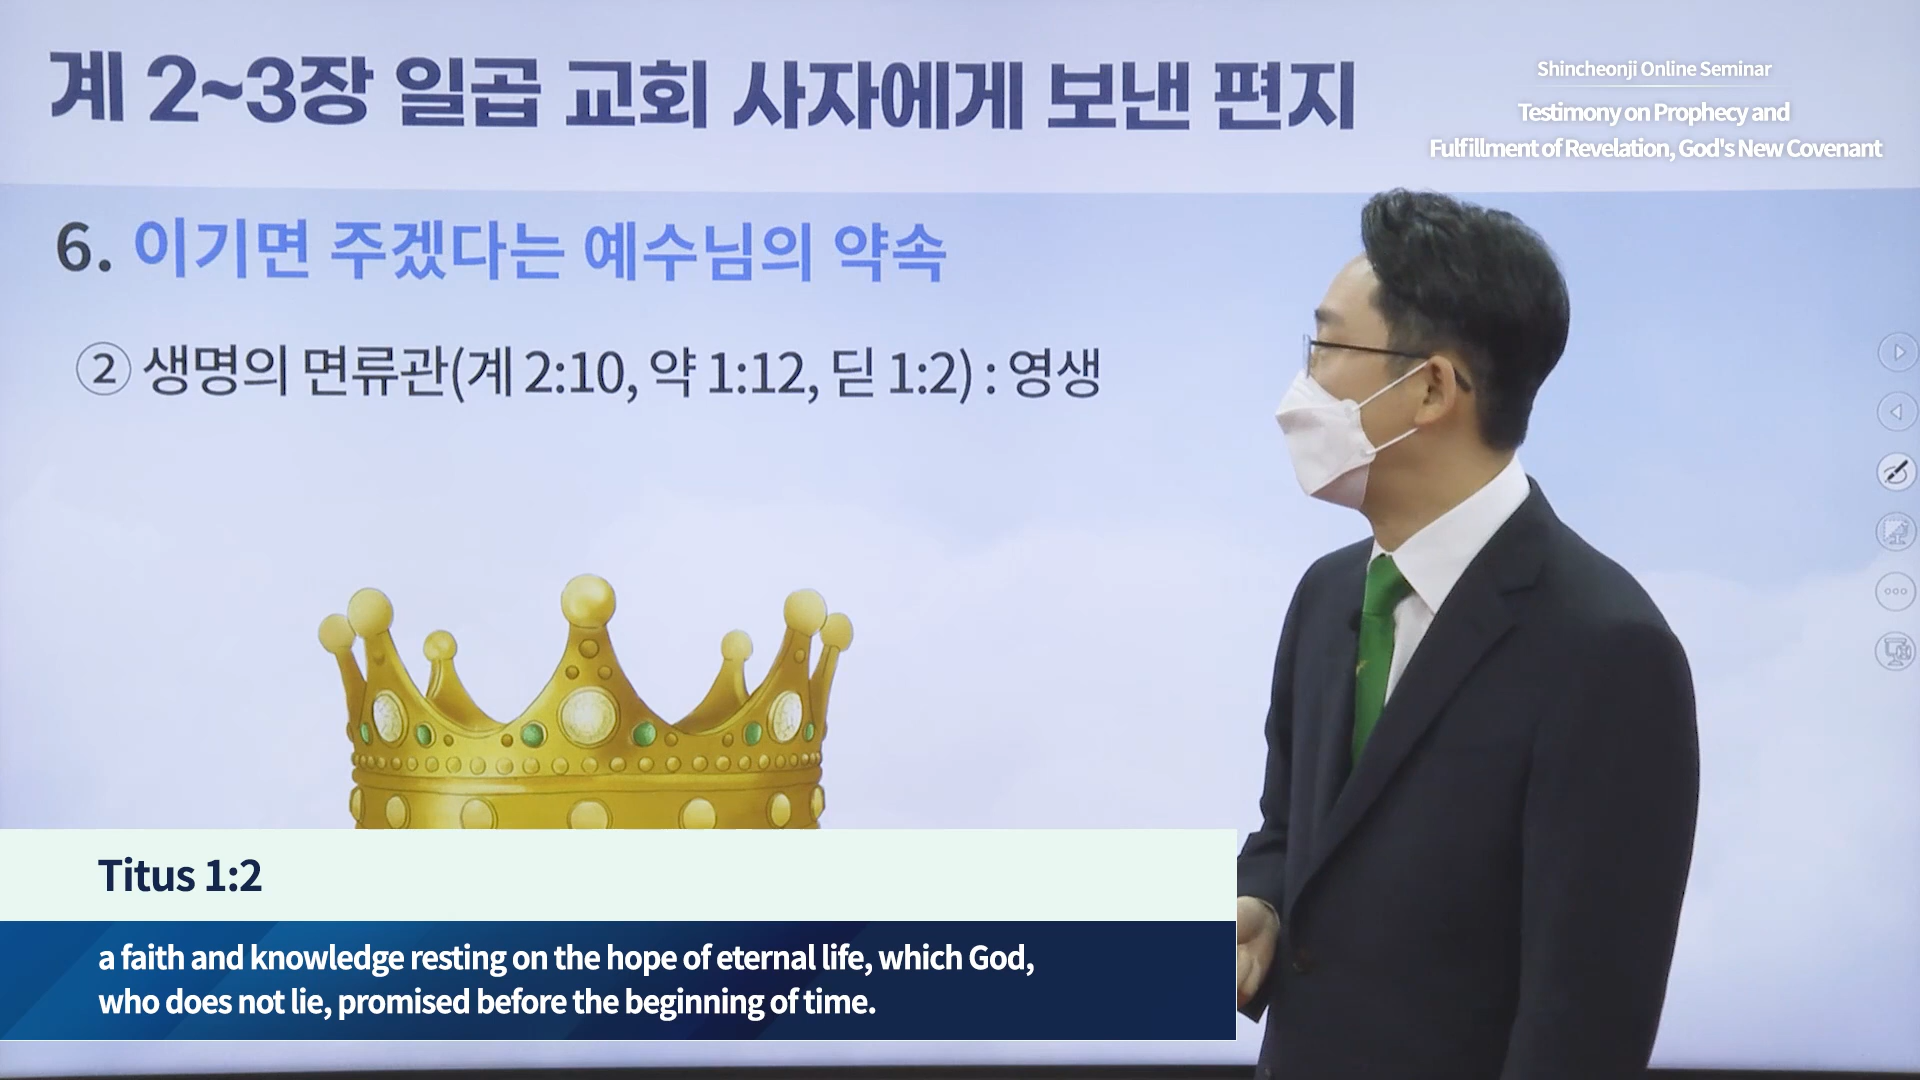 계 2~3장 일곱 교회 사자에게 보낸 편지
Shincheonji Online Seminar
Testimony on Prophecy and
Fulfillment of Revelation, God's New Covenant
6. 이기면 주겠다는 예수님의 약속
② 생명의 면류관(계 2:10, 약 1:12, 딛 1:2) : 영생
Titus 1:2
a faith and knowledge resting on the hope of eternal life, which God,
who does not lie, promised before the beginning of time.